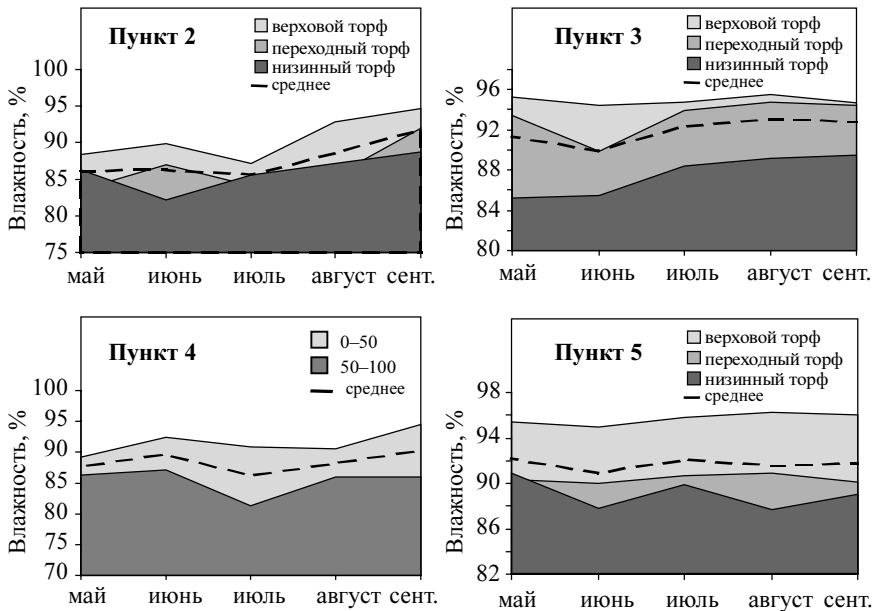 Пункт 2
верховой торф
переходный торф
низинный торф
среднее
Влажность, %
100
95
90
85
80
75
май июнь июль август сент.
Пункт 3
верховой торф
переходный торф
низинный торф
среднее
Влажность, %
96
92
88
84
80
май июнь июль август сент.
Пункт 4
0–50
50–100
среднее
Влажность, %
100
95
90
85
80
75
70
май июнь июль август сент.
Пункт 5
верховой торф
переходный торф
низинный торф
среднее
Влажность, %
98
94
90
86
82
май июнь июль август сент.